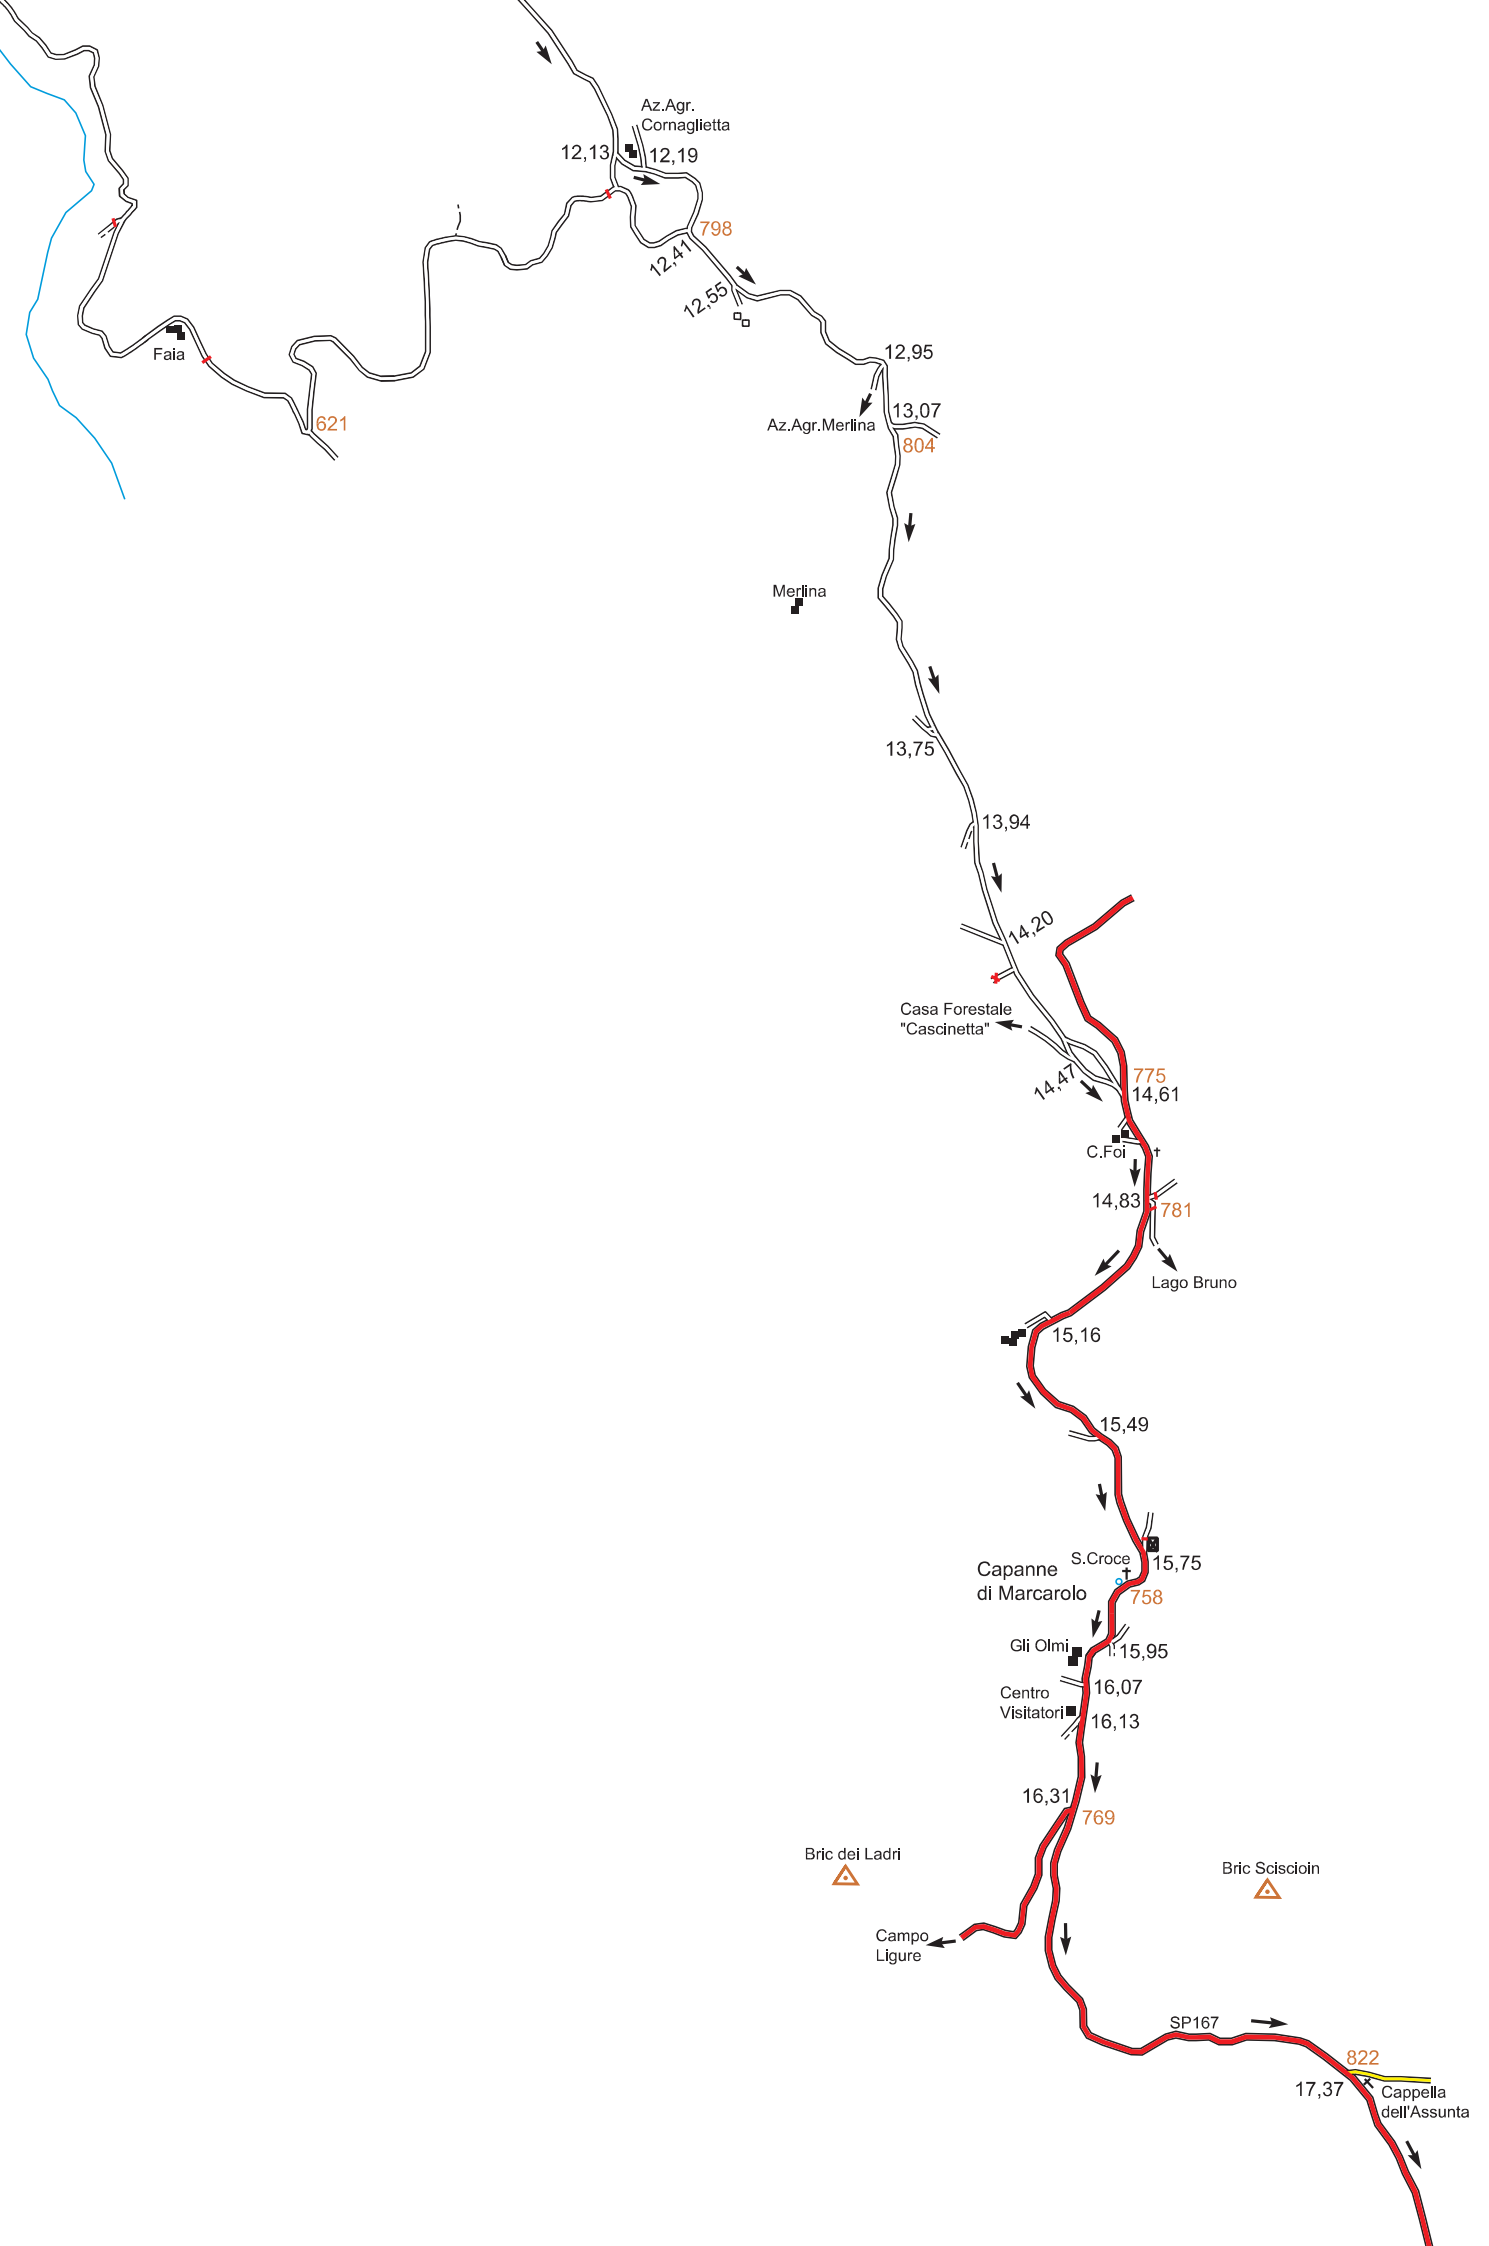 Az.Agr.
Cornaglietta
12,13
12,19
798
12,41
12,55
Faia
12,95
621
13,07
Az.Agr.Merlina
804
Merlina
13,75
13,94
14,20
Casa Forestale
"Cascinetta"
775
14,47
14,61
C.Foi
14,83
781
Lago Bruno
15,16
15,49
S.Croce
15,75
Capanne
di Marcarolo
758
Gli Olmi
15,95
16,07
Centro
Visitatori
16,13
16,31
769
Bric dei Ladri
Bric Sciscioin
Campo
Ligure
SP167
822
17,37
Cappella
dell'Assunta